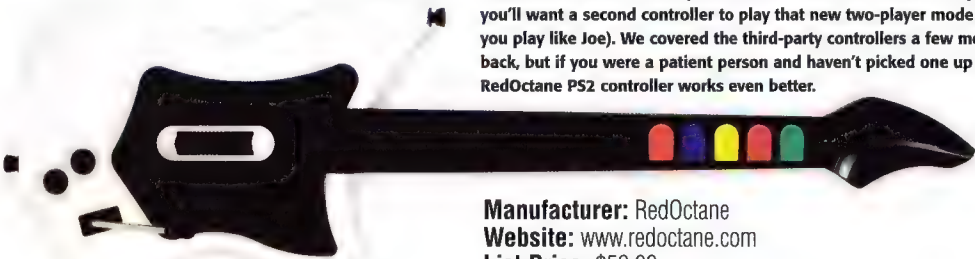 you'll want a second controller to play that new two-player mode
you play like Joe). We covered the third-party controllers a few
back, but if you were a patient person and haven't picked one up
RedOctane PS2 controller works even better.
Manufacturer: RedOctane
Website: www.redoctane.com